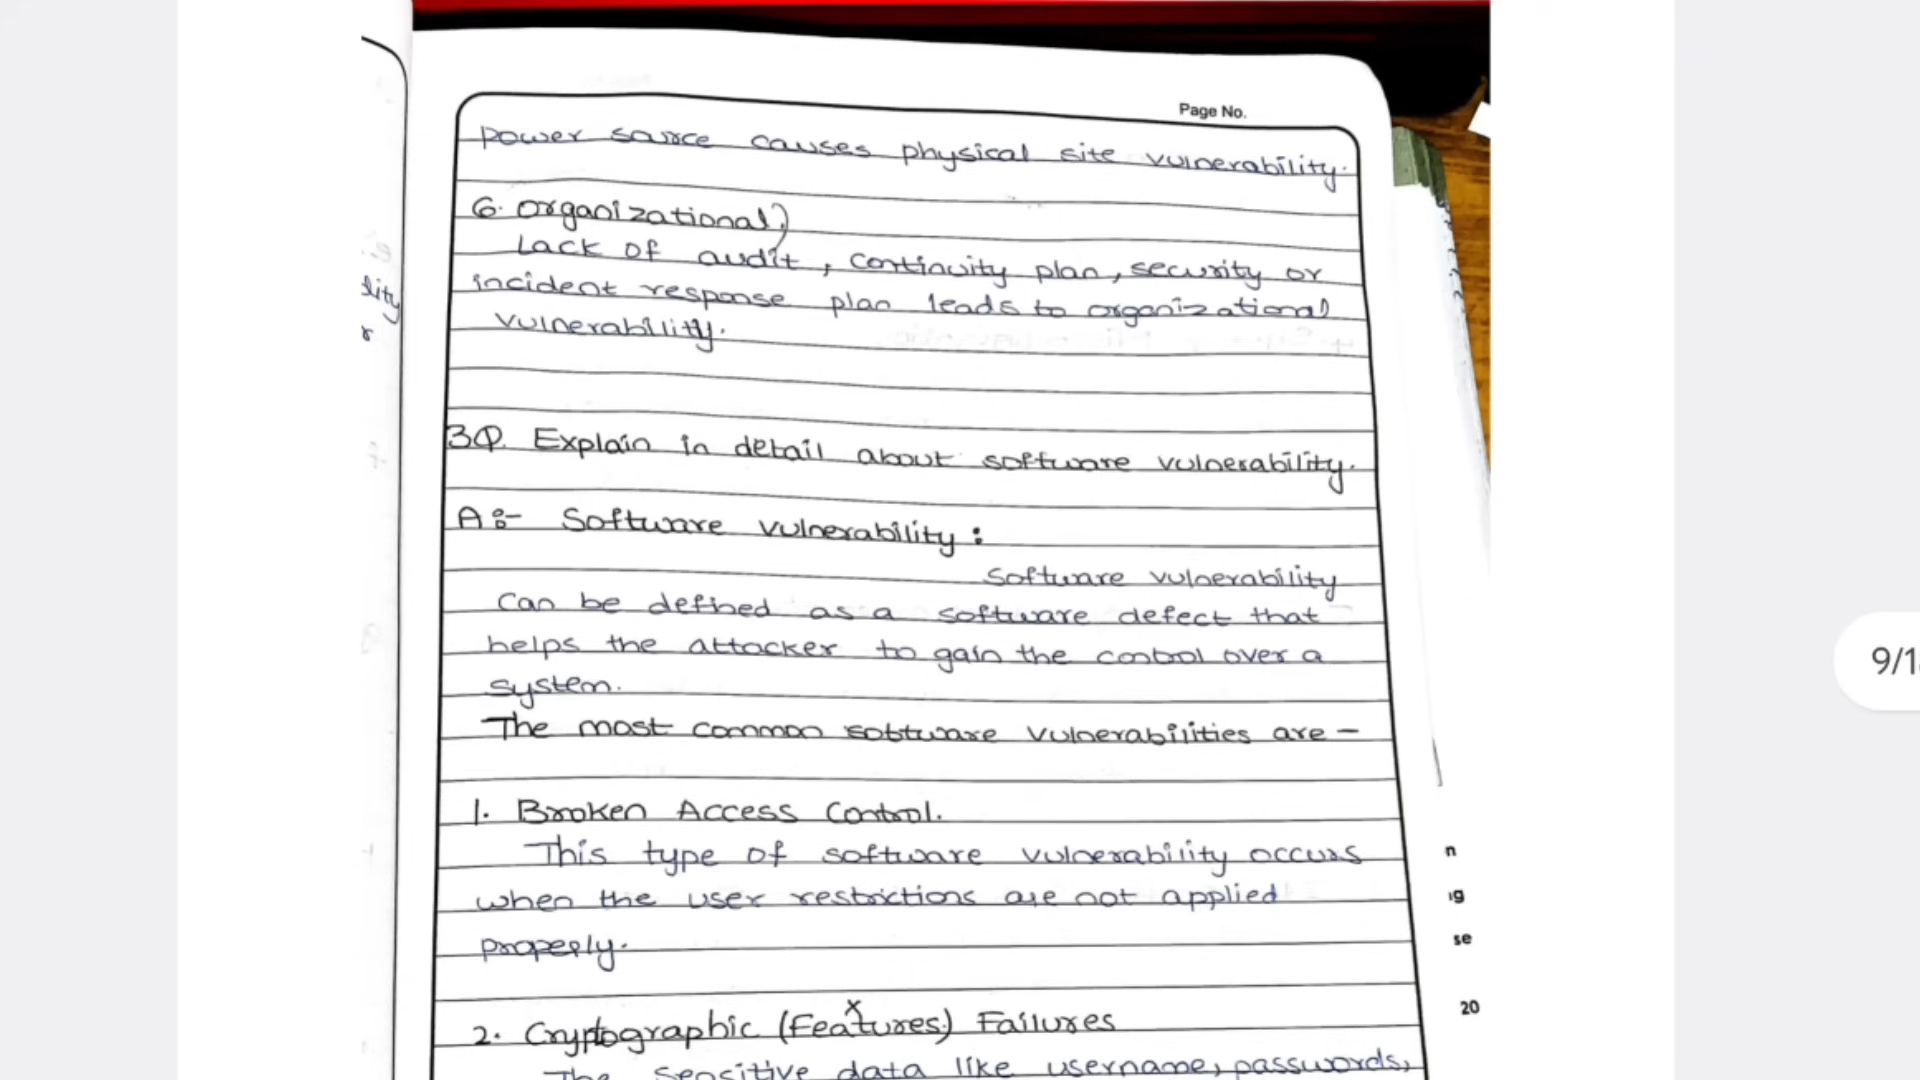 Page No.
power source causes physical site vulnerability.
6. Organizational)
Lack of audit, continuity plan, security or
incident response plan leads to organizational
vulnerability.
3Q. Explain in detail about software vulnerability.
A:- Software vulnerability:
Software vulnerability
can be defined as a software defect that
helps the attacker to gain the control over a
system.
The most common software vulnerabilities are -
1. Broken Access Control.
This type of software vulnerability occurs
when the user restrictions are not applied
properly.
2. Cryptographic (Features) Failures
The sensitive data like username, passwords,
lity
r
n
ig
se
20
9/1